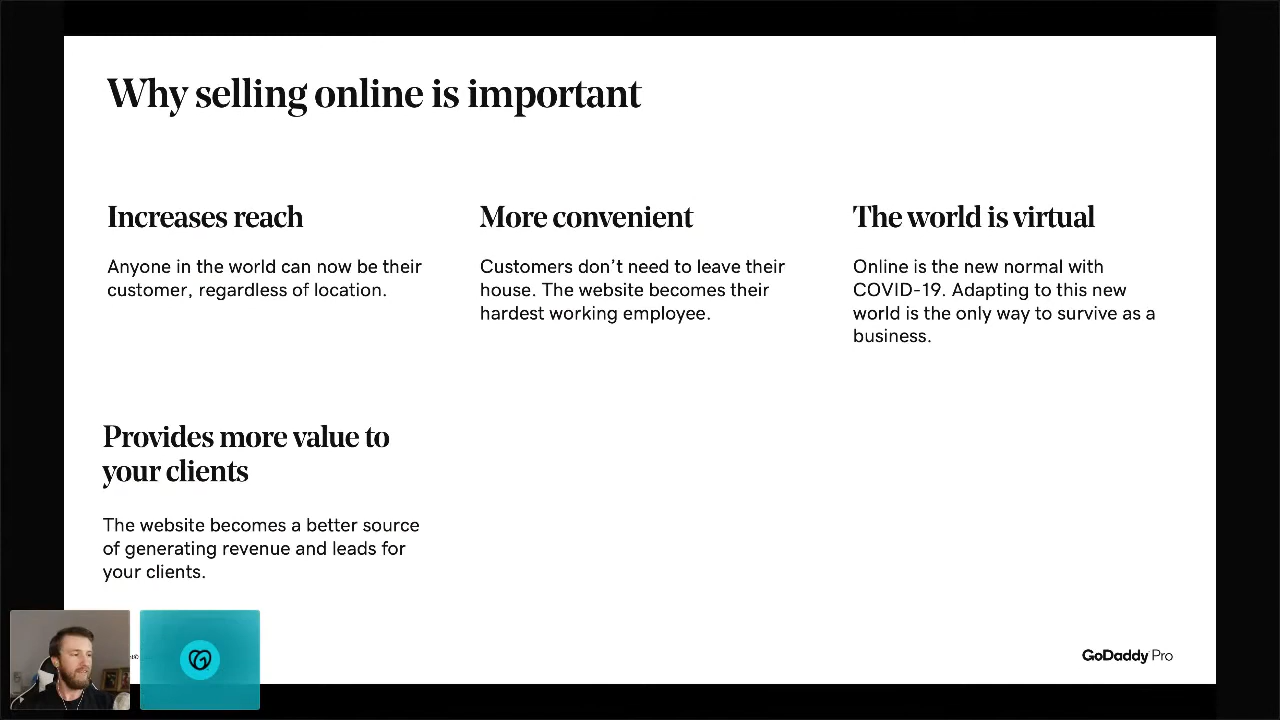 Why selling online is important
Increases reach
Anyone in the world can now be their
customer, regardless of location.
More convenient
Customers don't need to leave their
house. The website becomes their
hardest working employee.
The world is virtual
Online is the new normal with
COVID-19. Adapting to this new
world is the only way to survive as a
business.
Provides more value to
your clients
The website becomes a better source
of generating revenue and leads for
your clients.
GoDaddy Pro